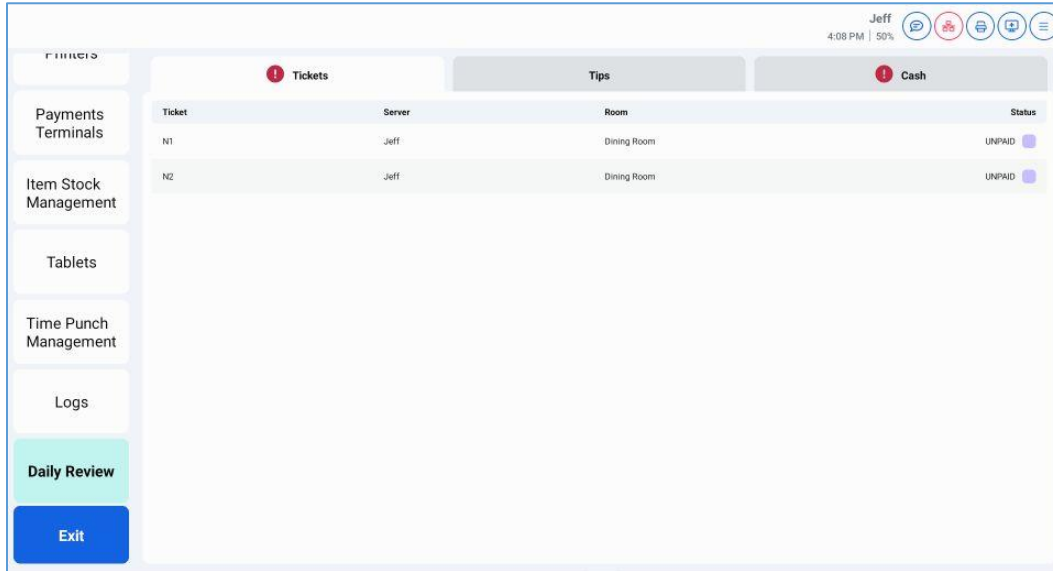 Jeff
4:08 PM | 50%
Printers
Payments
Terminals
Item Stock
Management
Tablets
Time Punch
Management
Logs
Daily Review
Exit
! Tickets
Tips
! Cash
Ticket Server Room Status
N1 Jeff Dining Room UNPAID
N2 Jeff Dining Room UNPAID